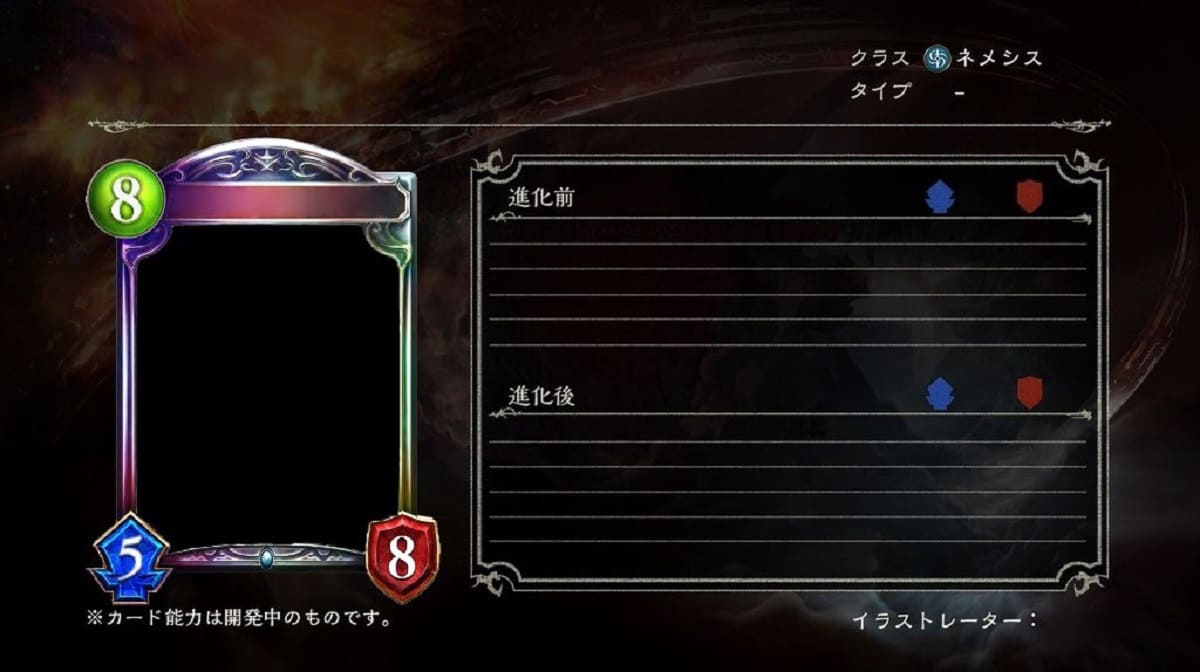 クラス ネメシス
タイプ -
8
進化前
進化後
5
8
※カード能力は開発中のものです。
イラストレーター：